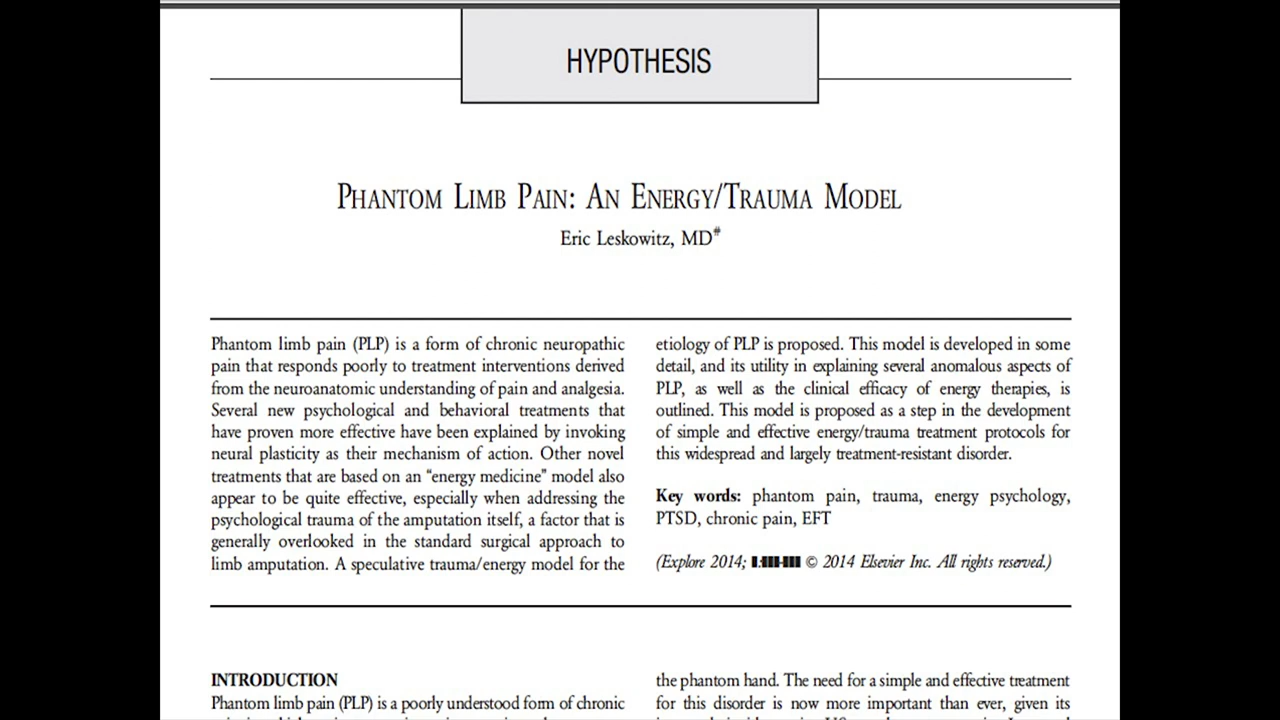 HYPOTHESIS
PHANTOM LIMB PAIN: AN ENERGY/TRAUMA MODEL
Eric Leskowitz, MD#
Phantom limb pain (PLP) is a form of chronic neuropathic
pain that responds poorly to treatment interventions derived
from the neuroanatomic understanding of pain and analgesia.
Several new psychological and behavioral treatments that
have proven more effective have been explained by invoking
neural plasticity as their mechanism of action. Other novel
treatments that are based on an “energy medicine” model also
appear to be quite effective, especially when addressing the
psychological trauma of the amputation itself, a factor that is
generally overlooked in the standard surgical approach to
limb amputation. A speculative trauma/energy model for the
etiology of PLP is proposed. This model is developed in some
detail, and its utility in explaining several anomalous aspects of
PLP, as well as the clinical efficacy of energy therapies, is
outlined. This model is proposed as a step in the development
of simple and effective energy/trauma treatment protocols for
this widespread and largely treatment-resistant disorder.
Key words: phantom pain, trauma, energy psychology,
PTSD, chronic pain, EFT
(Explore 2014; © 2014 Elsevier Inc. All rights reserved.)
INTRODUCTION
Phantom limb pain (PLP) is a poorly understood form of chronic
the phantom hand. The need for a simple and effective treatment
for this disorder is now more important than ever, given its